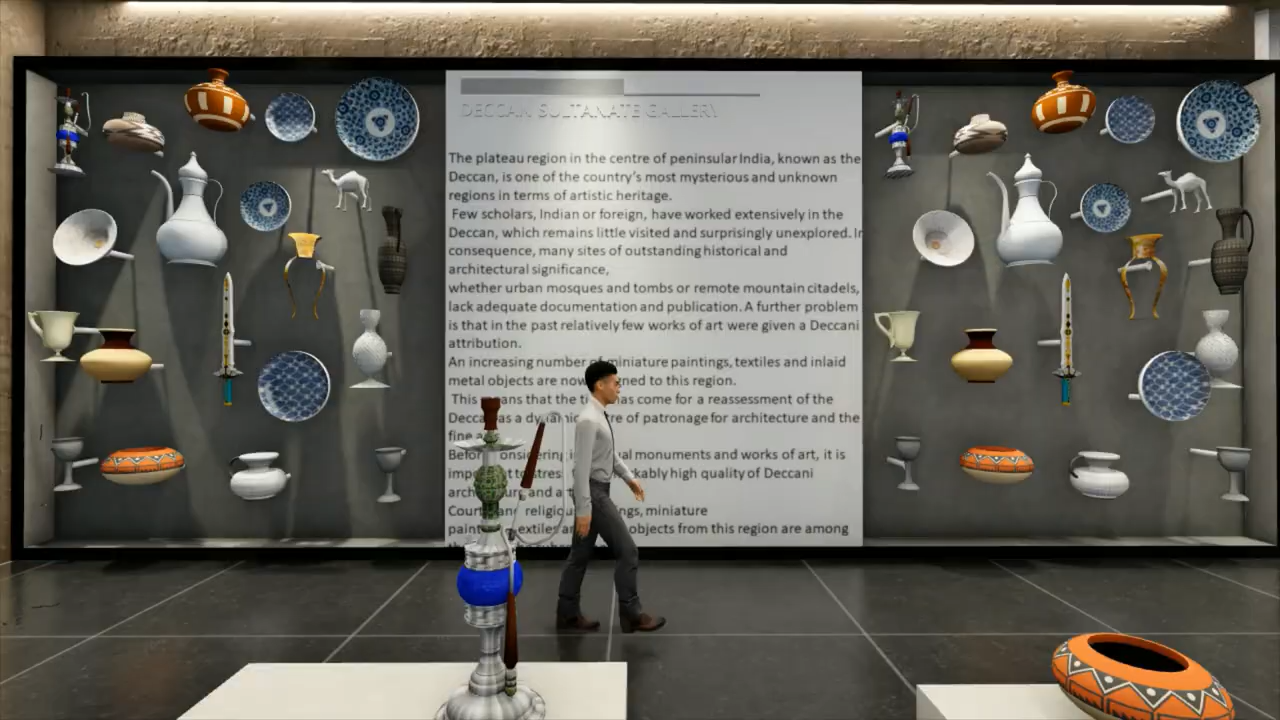 DECCAN SULTANATE GALLERY
The plateau region in the centre of peninsular India, known as the
Deccan, is one of the country's most mysterious and unknown
regions in terms of artistic heritage.
Few scholars, Indian or foreign, have worked extensively in the
Deccan, which remains little visited and surprisingly unexplored. In
consequence, many sites of outstanding historical and
architectural significance,
whether urban mosques and tombs or remote mountain citadels,
lack adequate documentation and publication. A further problem
is that in the past relatively few works of art were given a Deccani
attribution.
An increasing number of miniature paintings, textiles and inlaid
metal objects are now to this region.
This means that the has come for a reassessment of the
Deccan as a of patronage for architecture and the
fine
Before monuments and works of art, it is
high quality of Deccani
and
miniature
objects from this region are among